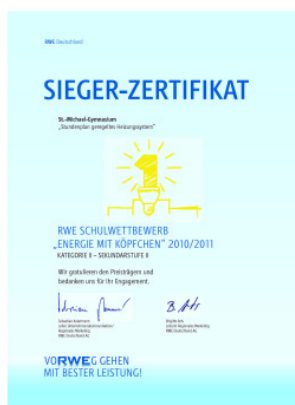 RWE Deutschland
SIEGER-ZERTIFIKAT
St.-Michael-Gymnasium
„Stundenplan geregeltes Heizungssystem“
1
RWE SCHULWETTBEWERB
„ENERGIE MIT KÖPFCHEN“ 2010/2011
KATEGORIE II – SEKUNDARSTUFE II
Wir gratulieren den Preisträgern und
bedanken uns für Ihr Engagement.
VORWEG GEHEN
MIT BESTER LEISTUNG!